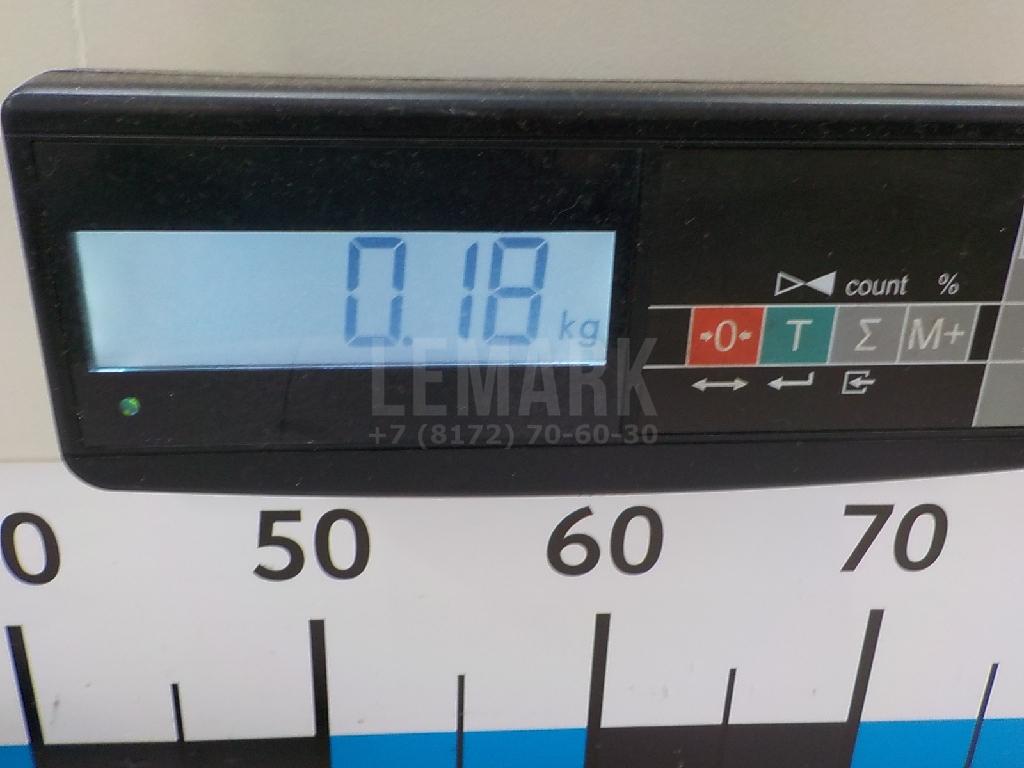 0.18 kg
count %
→0← T Σ M+
LEMARK
+7 (8172) 70-60-30
0 50 60 70